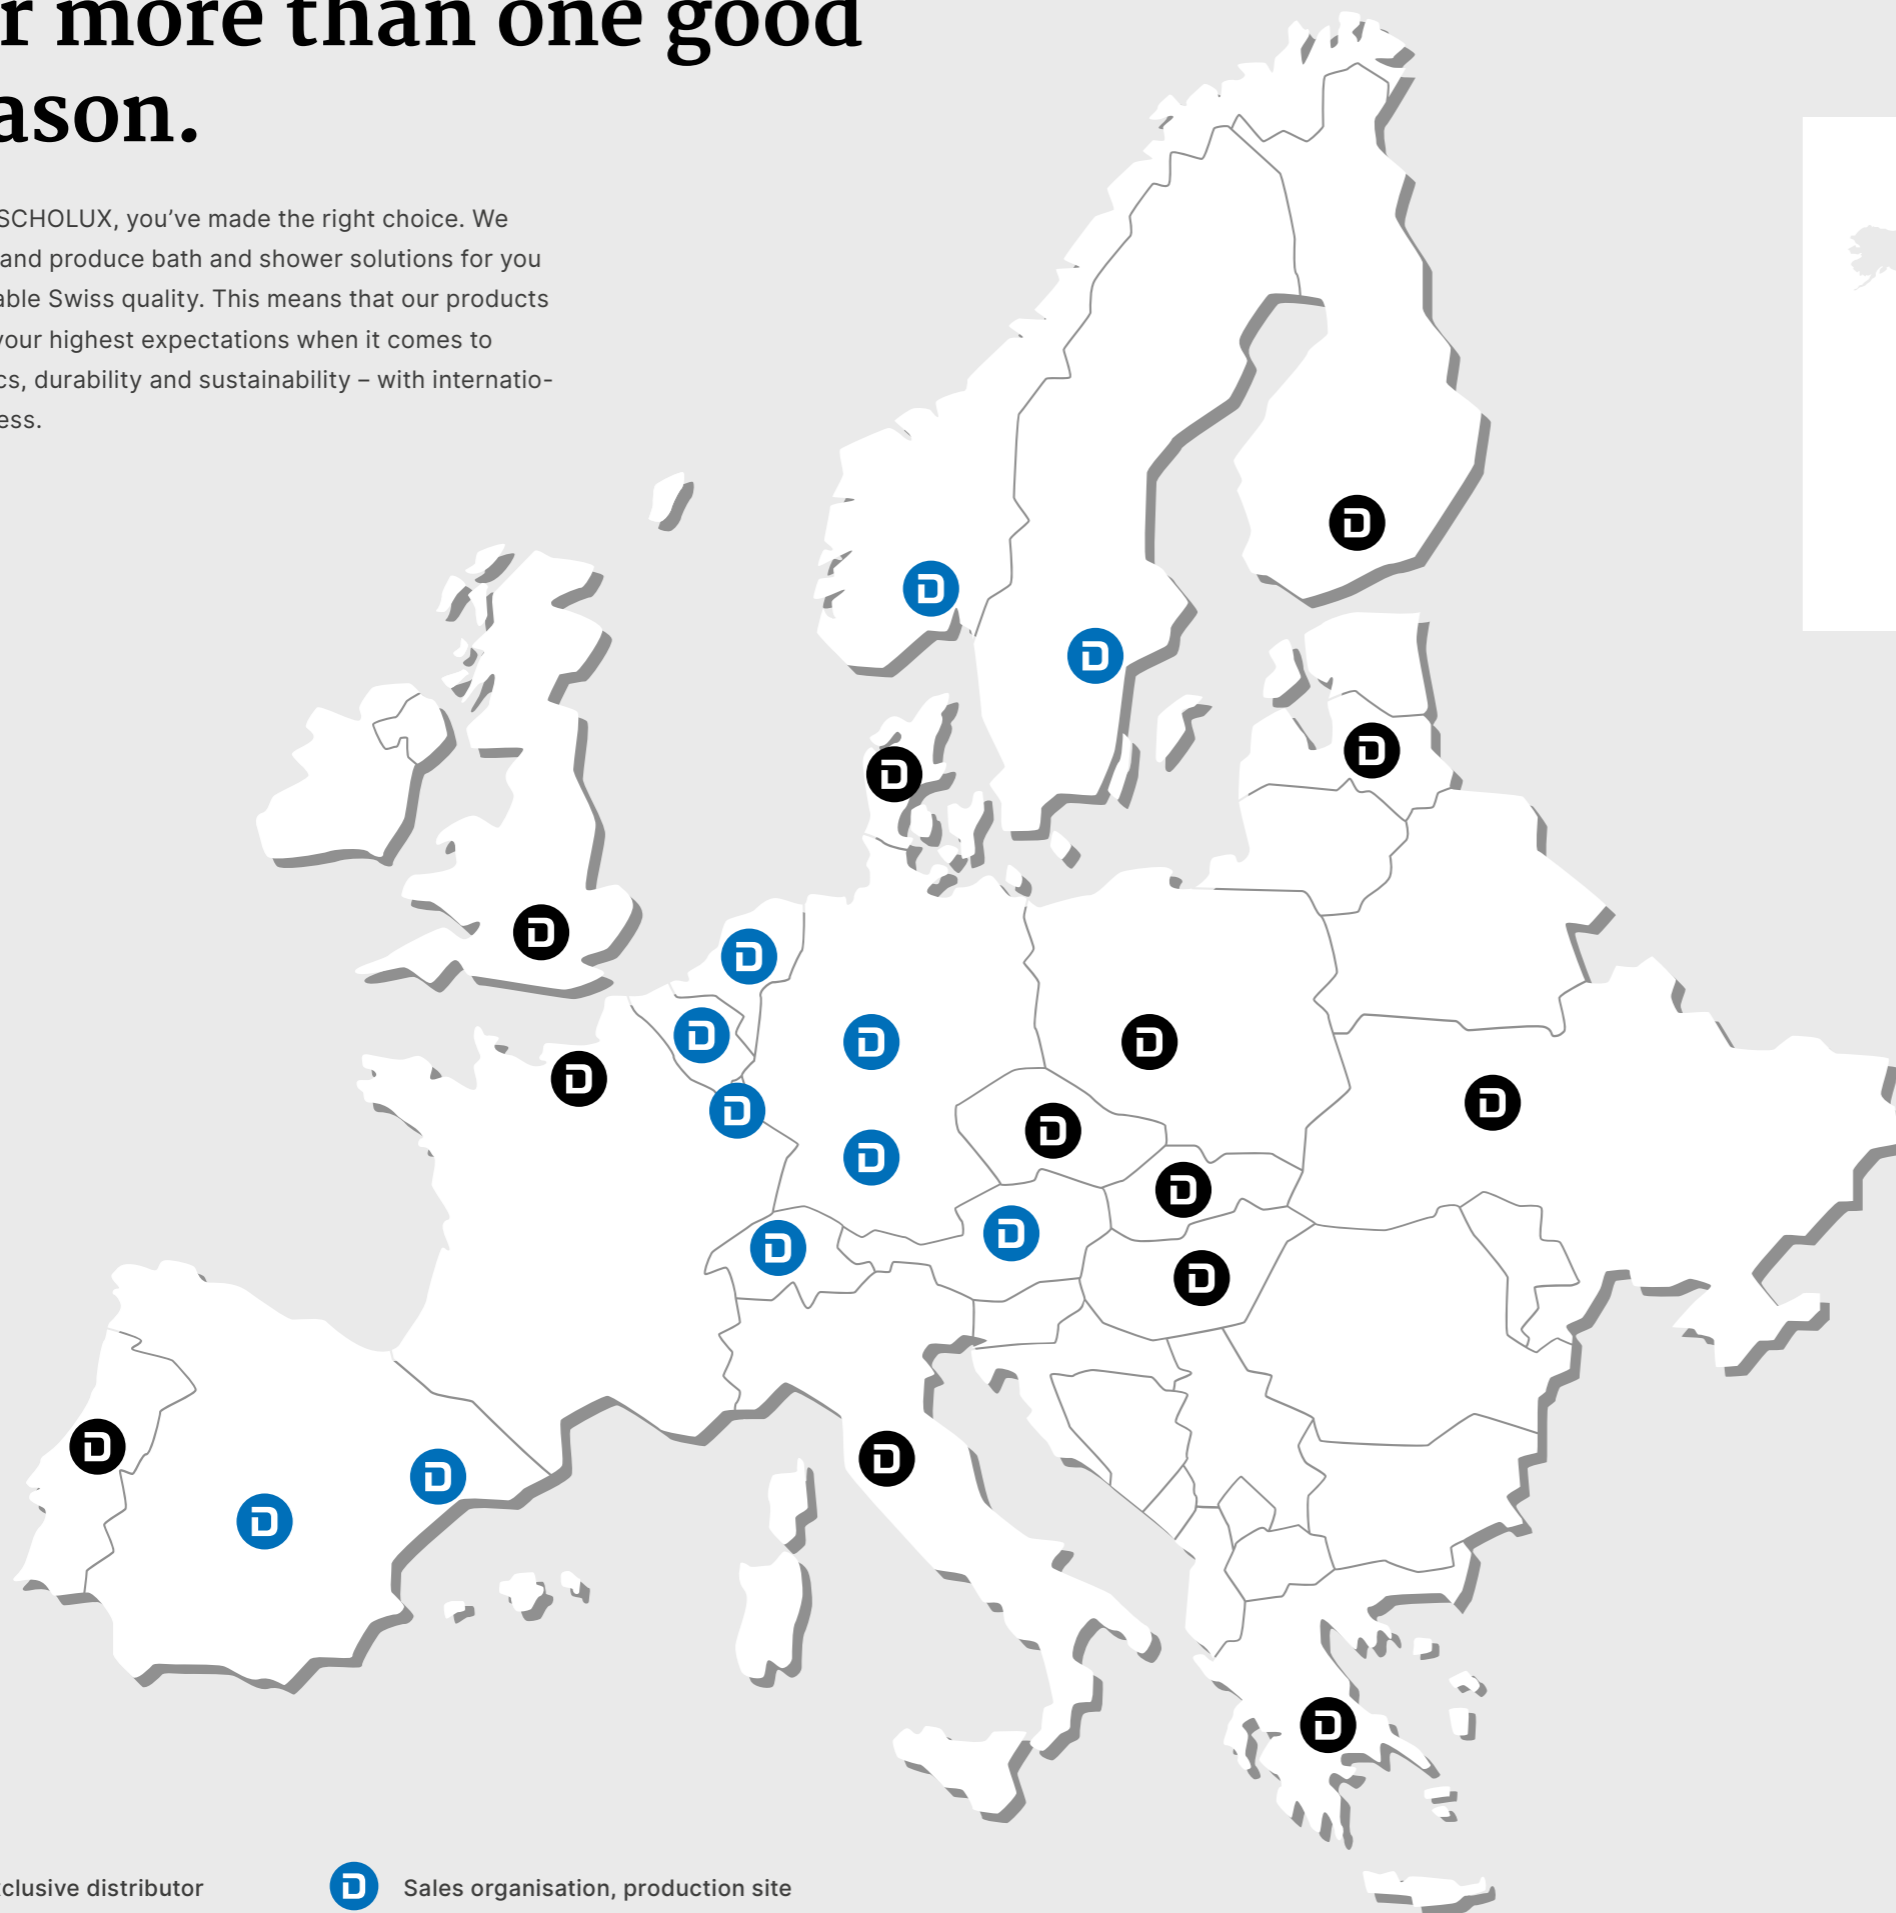 r more than one good
ason.
SCHOLUX, you’ve made the right choice. We
and produce bath and shower solutions for you
able Swiss quality. This means that our products
your highest expectations when it comes to
cs, durability and sustainability – with internatio-
ess.
clusive distributor
Sales organisation, production site